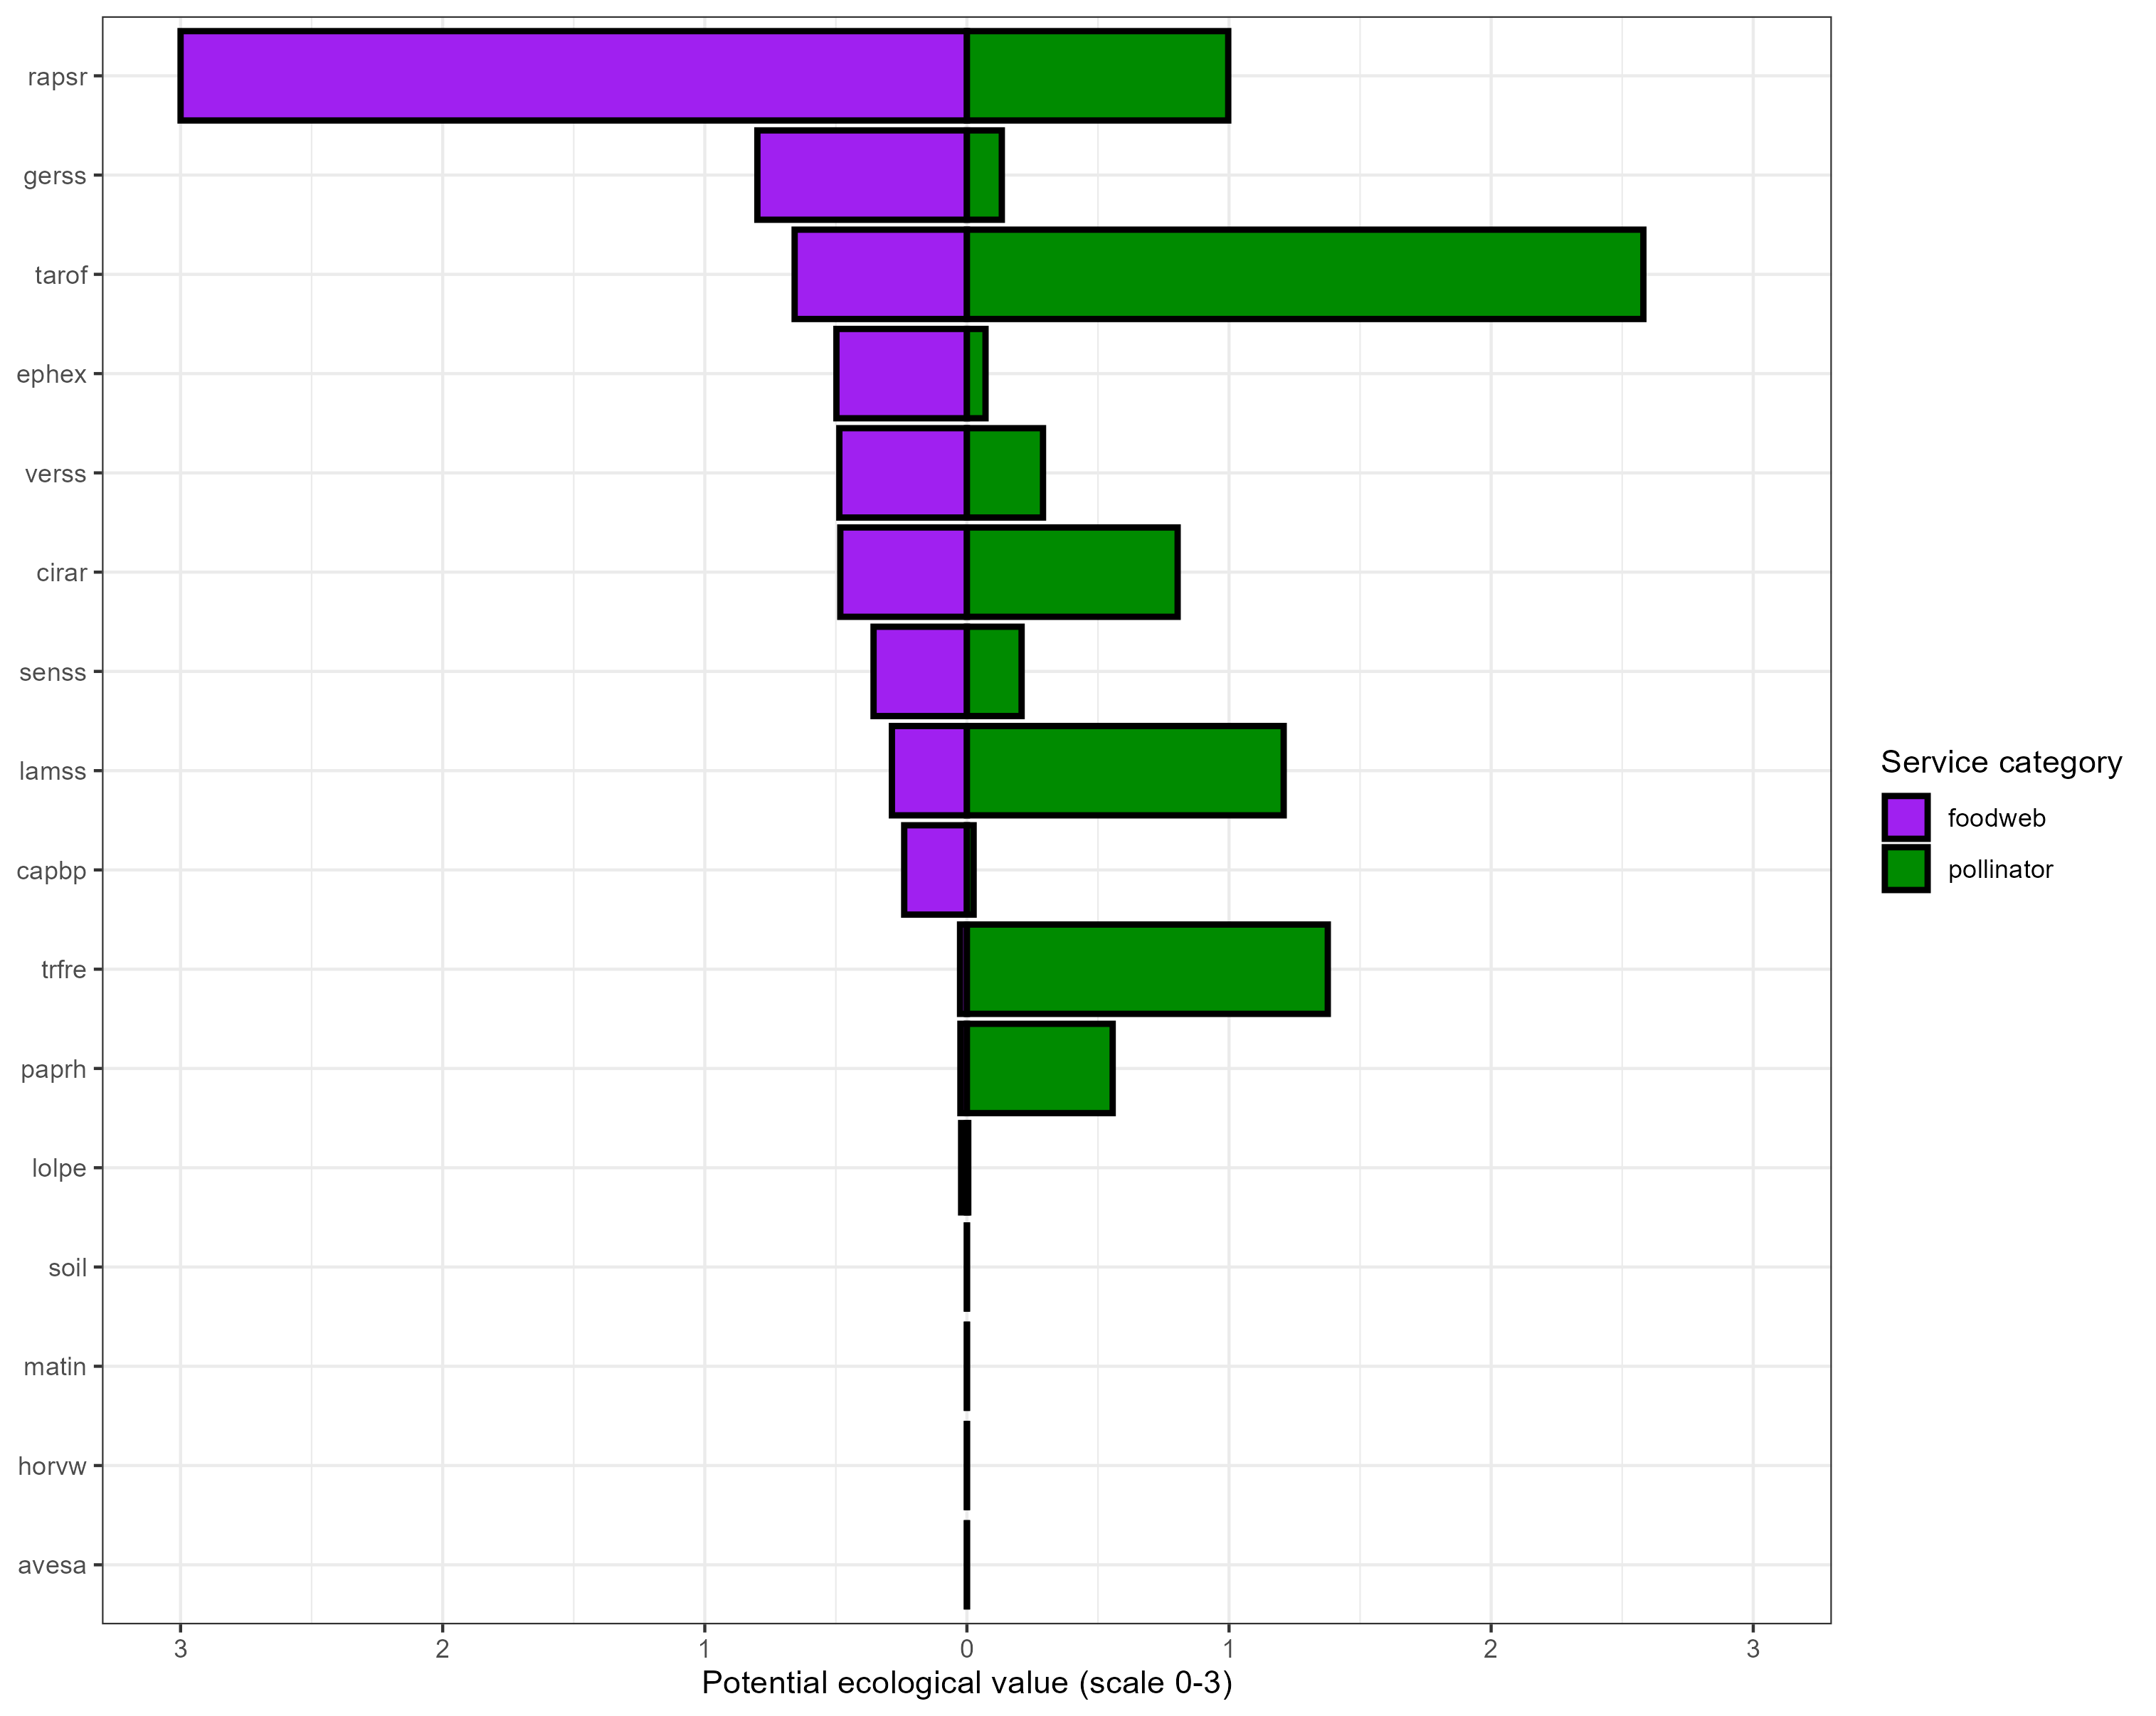 rapsr
gerss
tarof
ephex
verss
cirar
senss
lamss
capbp
trfre
paprh
lolpe
soil
matin
horvw
avesa
3 2 1 0 1 2 3
Potential ecological value (scale 0-3)
Service category
foodweb
pollinator